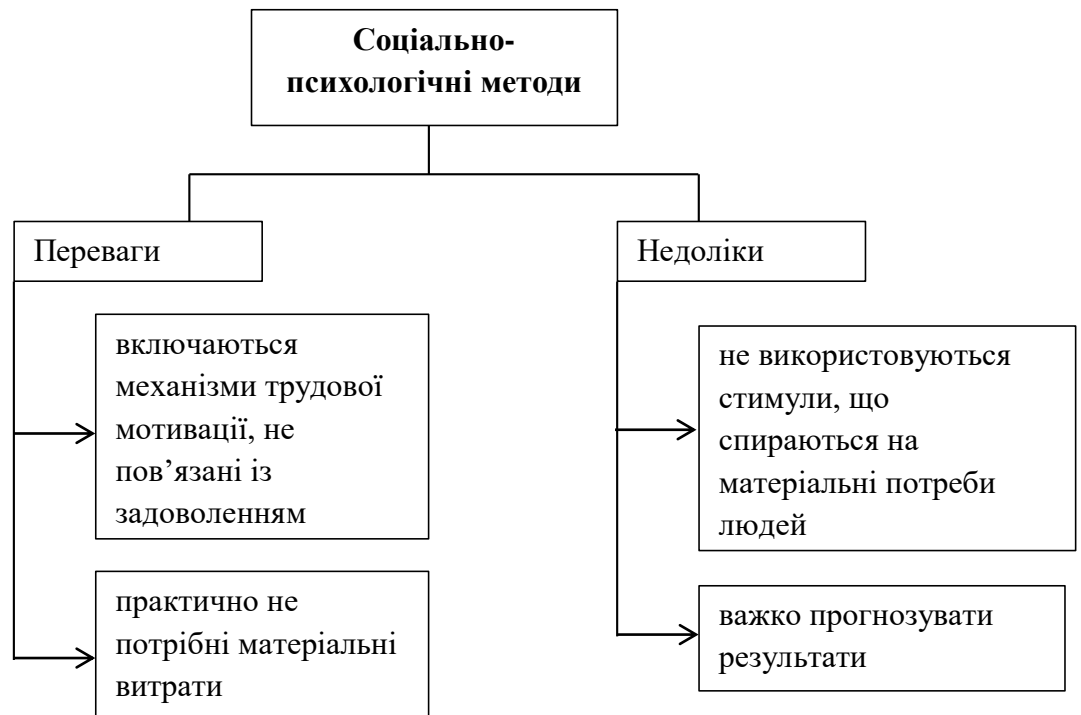 Соціально-
психологічні методи
Переваги
включаються
механізми трудової
мотивації, не
пов’язані із
задоволенням
практично не
потрібні матеріальні
витрати
Недоліки
не використовуються
стимули, що
спираються на
матеріальні потреби
людей
важко прогнозувати
результати